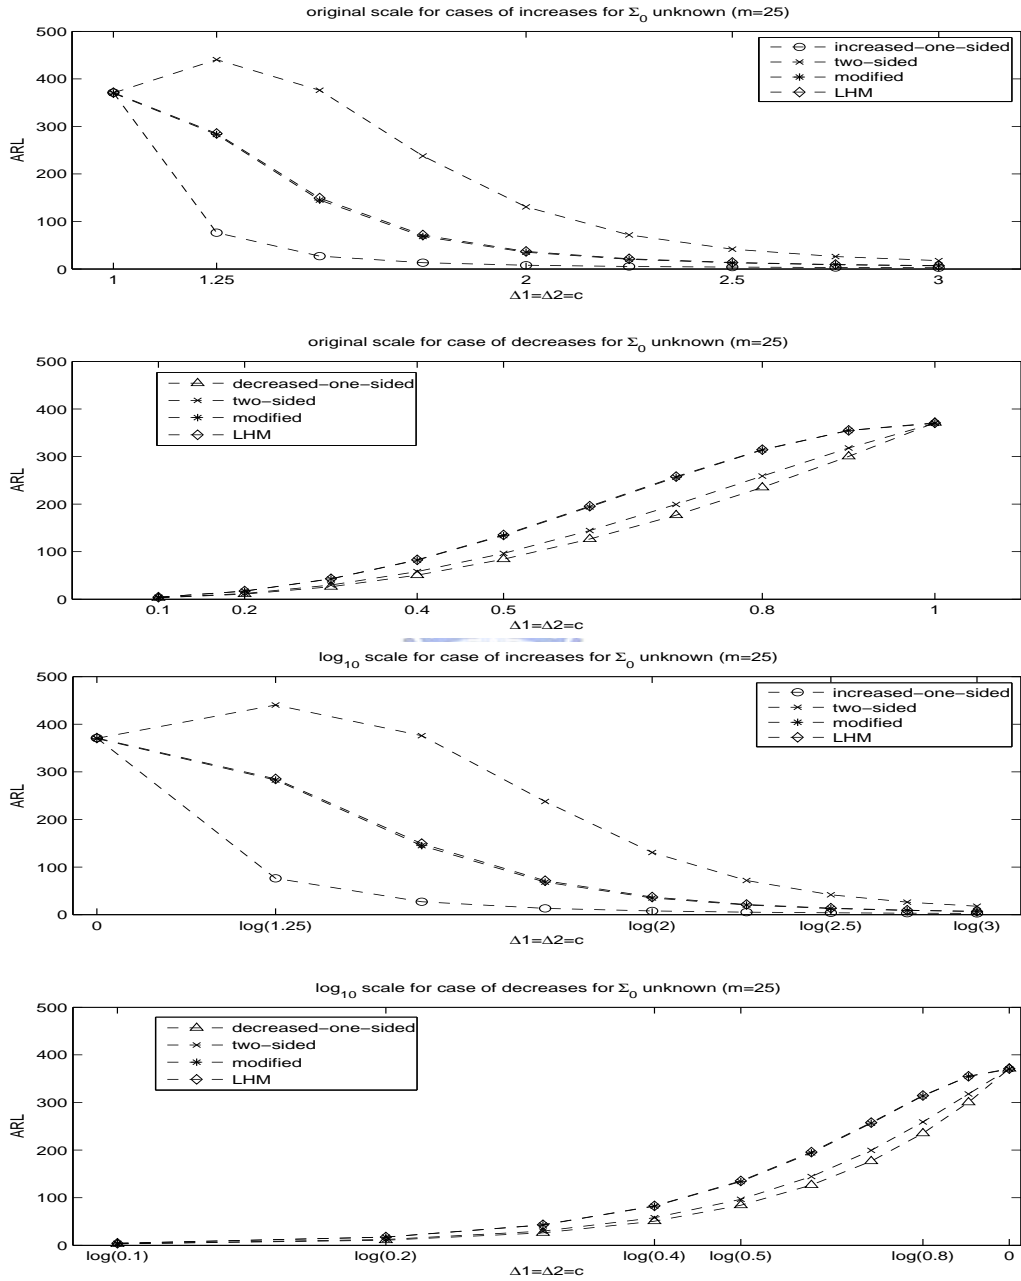 original scale for cases of increases for Σ0 unknown (m=25)
500
400
300
200
100
0
ARL
increased−one−sided
two−sided
modified
LHM
1 1.25 2 2.5 3
Δ1=Δ2=c
original scale for case of decreases for Σ0 unknown (m=25)
500
400
300
200
100
0
ARL
decreased−one−sided
two−sided
modified
LHM
0.1 0.2 0.4 0.5 0.8 1
Δ1=Δ2=c
log10 scale for case of increases for Σ0 unknown (m=25)
500
400
300
200
100
0
ARL
increased−one−sided
two−sided
modified
LHM
0 log(1.25) log(2) log(2.5) log(3)
Δ1=Δ2=c
log10 scale for case of decreases for Σ0 unknown (m=25)
500
400
300
200
100
0
ARL
decreased−one−sided
two−sided
modified
LHM
log(0.1) log(0.2) log(0.4) log(0.5) log(0.8) 0
Δ1=Δ2=c